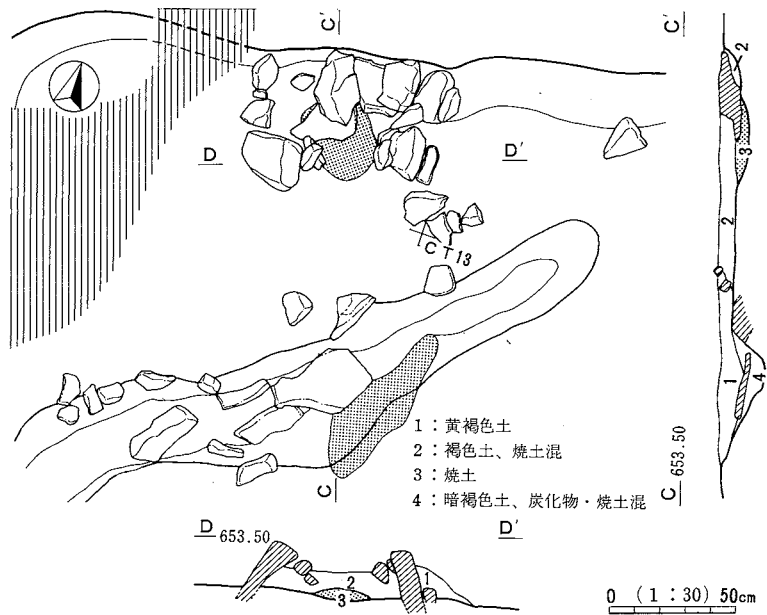 C'
C'
2
3
D
D'
2
CT13
1
4
1：黄褐色土
2：褐色土、焼土混
3：焼土
4：暗褐色土、炭化物・焼土混
C
C 653.50
D 653.50
D'
2
3
1
0 (1：30) 50cm